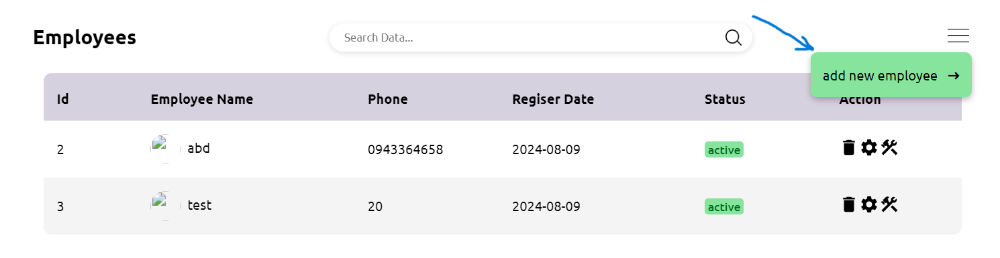 Employees
Search Data...
add new employee →
Id Employee Name Phone Regiser Date Status Action
2 abd 0943364658 2024-08-09 active
3 test 20 2024-08-09 active